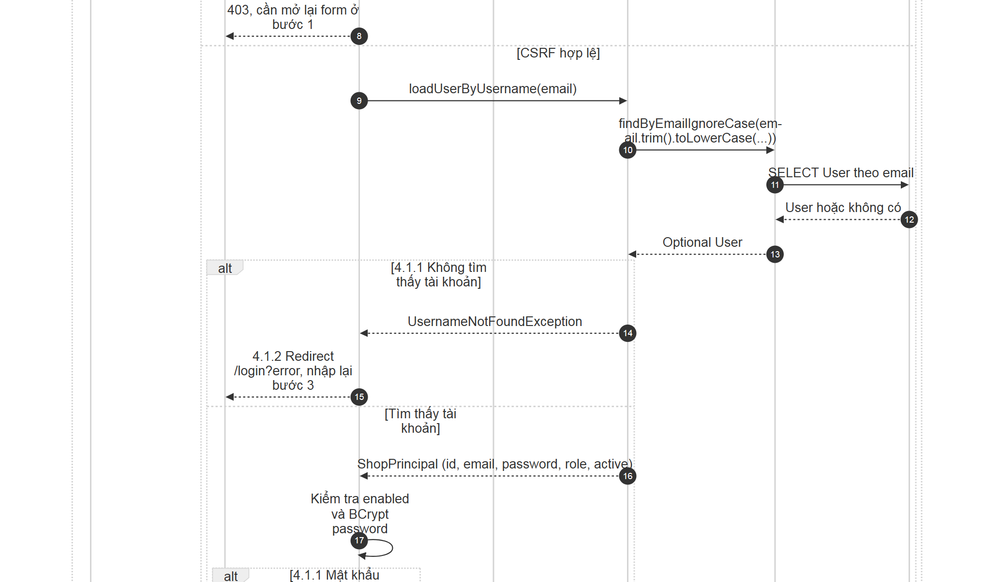 403, cần mở lại form ở
bước 1
8
[CSRF hợp lệ]
loadUserByUsername(email)
9
findByEmailIgnoreCase(em-
ail.trim().toLowerCase(...))
10
SELECT User theo email
11
User hoặc không có
12
Optional User
13
alt
[4.1.1 Không tìm
thấy tài khoản]
UsernameNotFoundException
14
4.1.2 Redirect
/login?error, nhập lại
bước 3
15
[Tìm thấy tài
khoản]
ShopPrincipal (id, email, password, role, active)
16
Kiểm tra enabled
và BCrypt
password
17
alt
[4.1.1 Mật khẩu